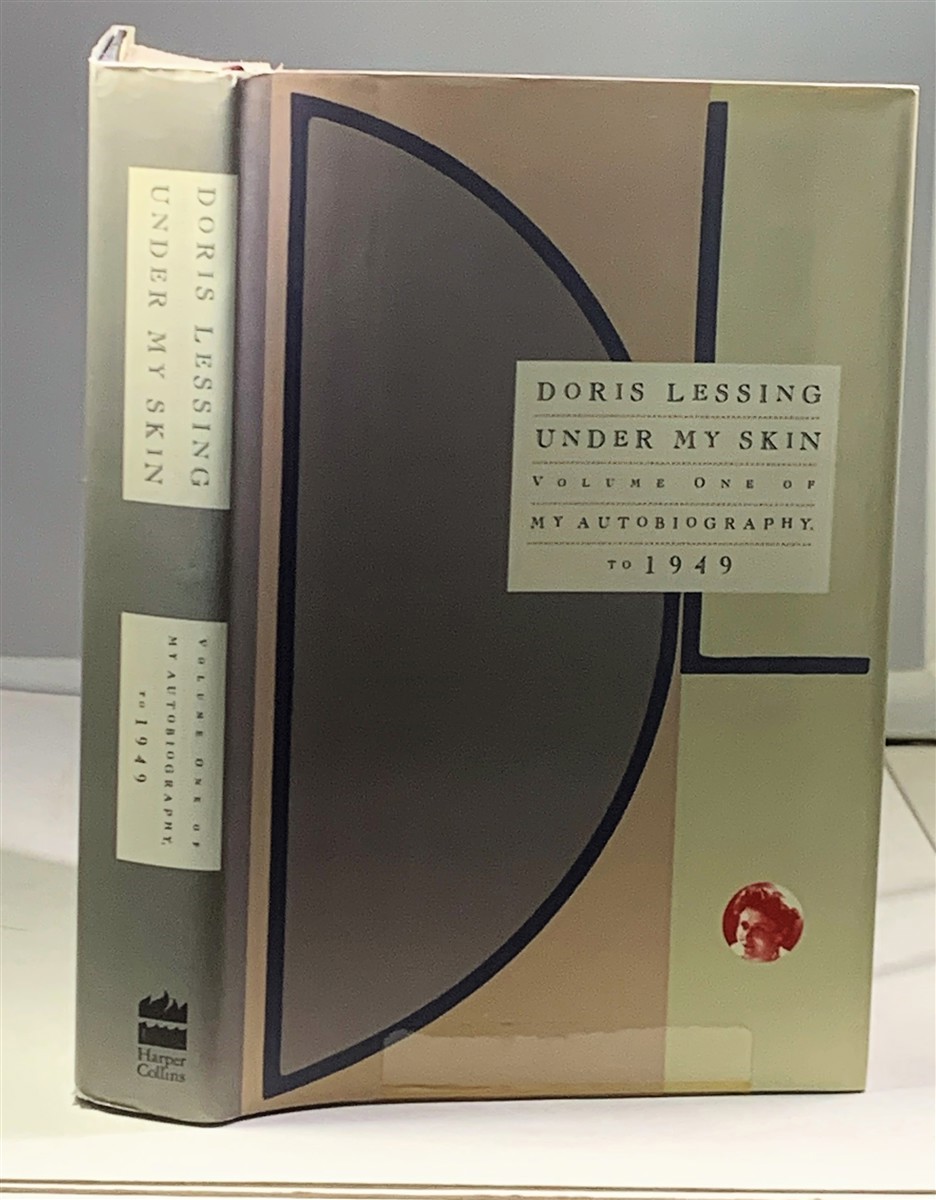 DORIS LESSING
UNDER MY SKIN
VOLUME ONE OF
MY AUTOBIOGRAPHY,
TO 1949
Harper
Collins
DORIS LESSING
UNDER MY SKIN
VOLUME ONE OF
MY AUTOBIOGRAPHY,
TO 1949